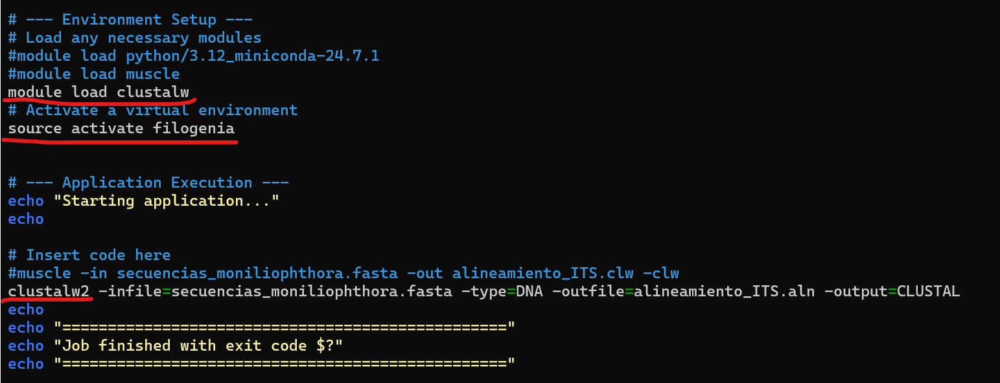 # --- Environment Setup ---
# Load any necessary modules
#module load python/3.12_miniconda-24.7.1
#module load muscle
module load clustalw
# Activate a virtual environment
source activate filogenia
# --- Application Execution ---
echo "Starting application..."
echo
# Insert code here
#muscle -in secuencias_moniliophthora.fasta -out alineamiento_ITS.clw -clw
clustalw2 -infile=secuencias_moniliophthora.fasta -type=DNA -outfile=alineamiento_ITS.aln -output=CLUSTAL
echo
echo "================================================="
echo "Job finished with exit code $?"
echo "================================================="